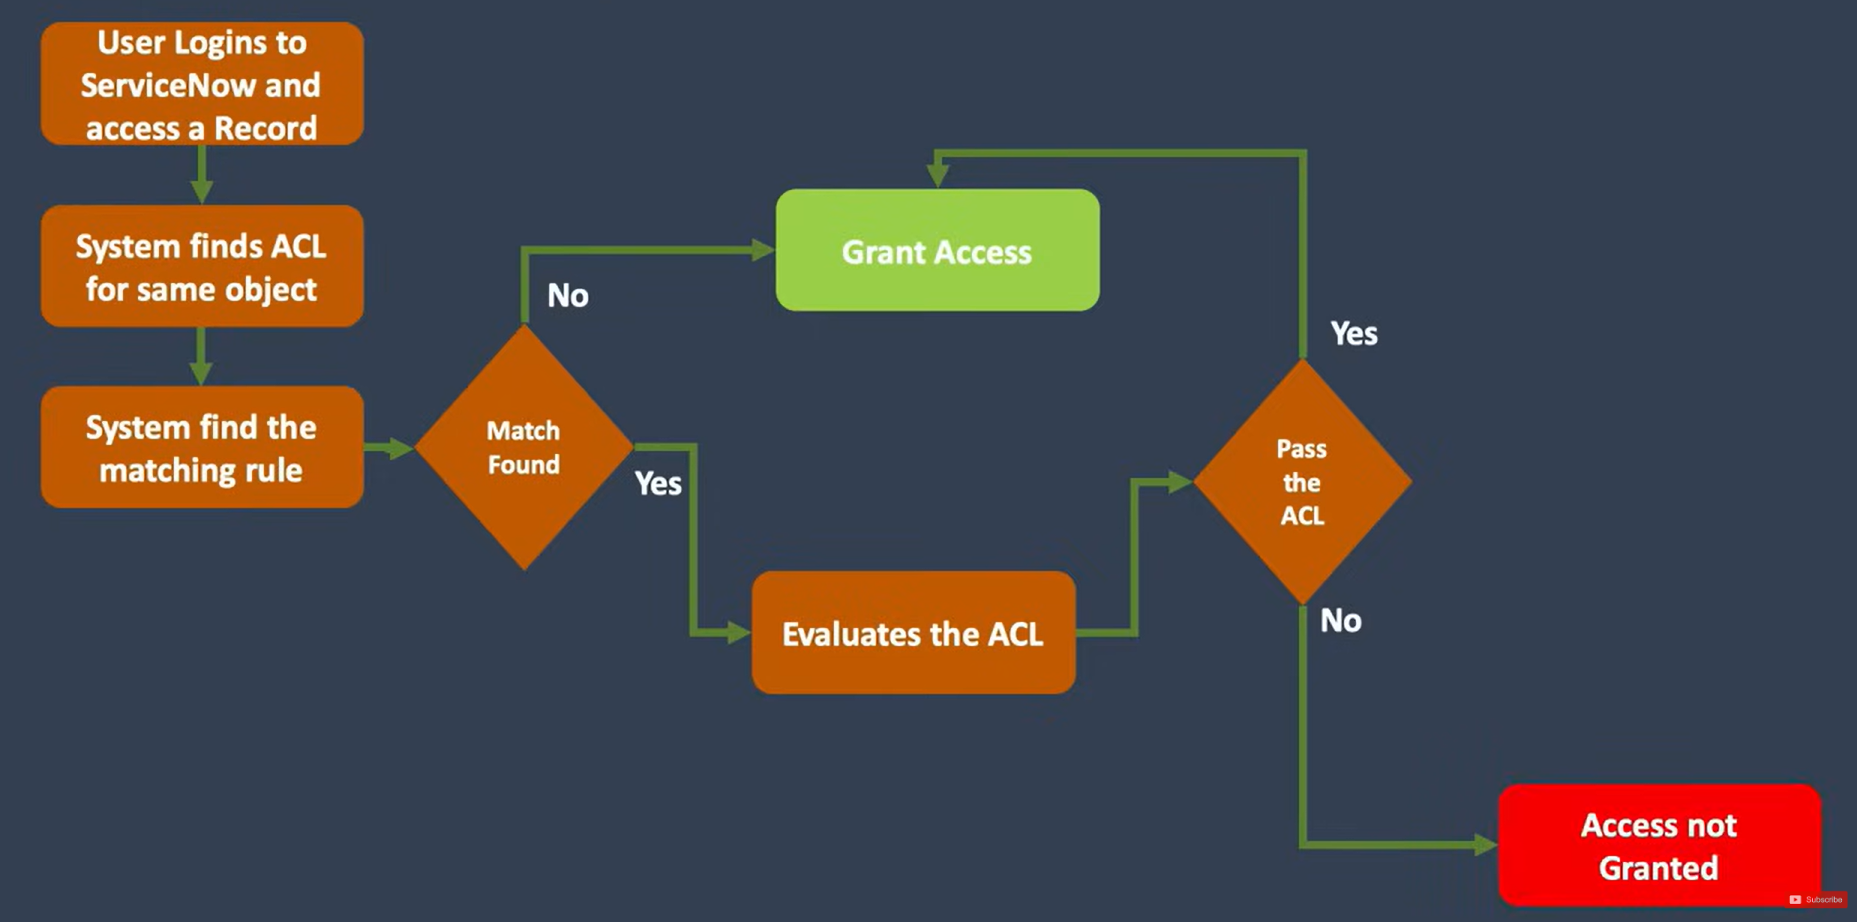 User Logins to
ServiceNow and
access a Record
System finds ACL
for same object
System find the
matching rule
Match
Found
No
Yes
Grant Access
Evaluates the ACL
Pass
the
ACL
Yes
No
Access not
Granted
Subscribe